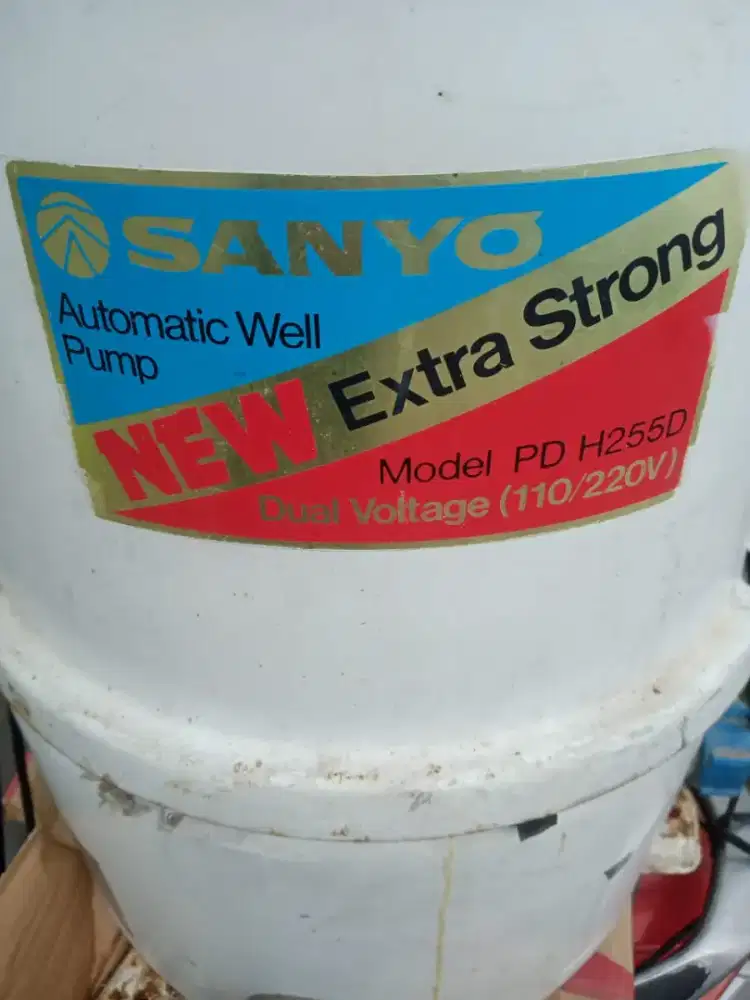 SANYO
Automatic Well
Pump
NEW Extra Strong
Model PD H255D
Dual Voltage (110/220V)